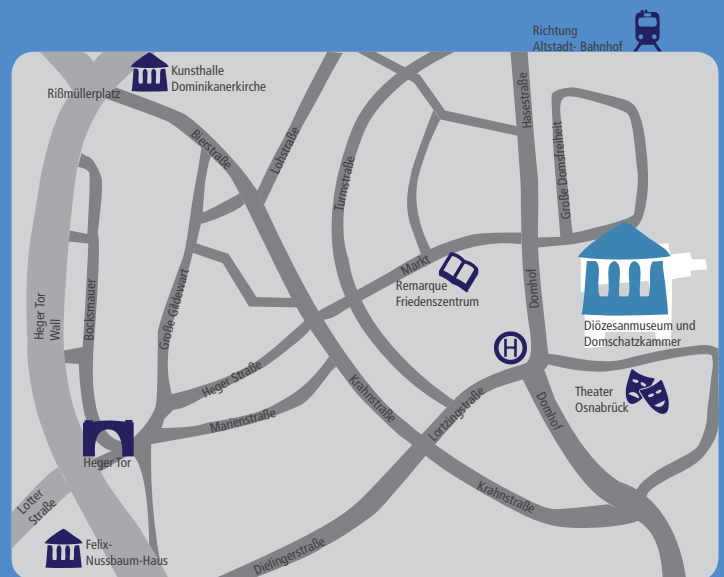 Richtung
Altstadt- Bahnhof
Kunsthalle
Dominikanerkirche
Rißmüllerplatz
Bierstraße
Lohstraße
Turmstraße
Hasestraße
Große Domsfreiheit
Heger Tor
Wall
Bocksmauer
Große Gildewart
Markt
Remarque
Friedenszentrum
Domhof
Diözesanmuseum und
Domschatzkammer
H
Heger Straße
Marienstraße
Krahnstraße
Lortzingstraße
Domhof
Theater
Osnabrück
Heger Tor
Lotter
Straße
Krahnstraße
Felix-
Nussbaum-Haus
Dielingerstraße